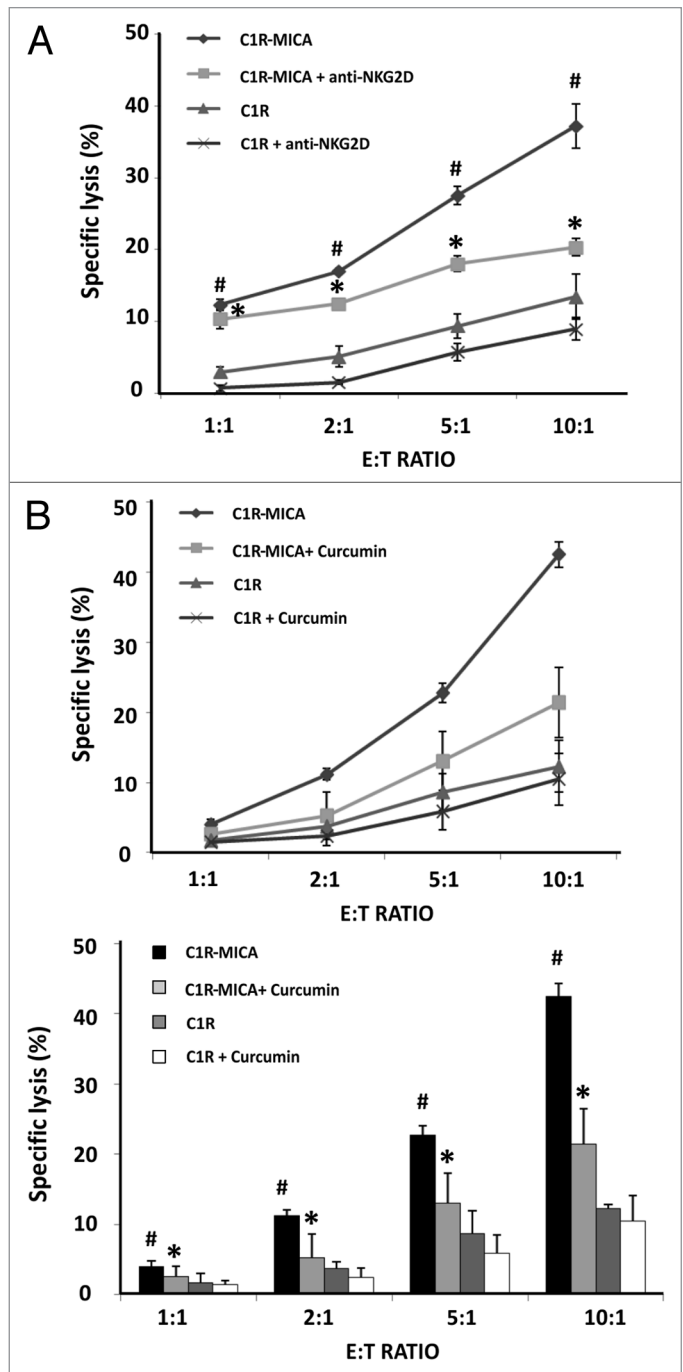 A
C1R-MICA
C1R-MICA + anti-NKG2D
C1R
C1R + anti-NKG2D
Specific lysis (%)
50
40
30
20
10
0
#
#
#
#
*
*
*
*
1:1 2:1 5:1 10:1
E:T RATIO
B
C1R-MICA
C1R-MICA+ Curcumin
C1R
C1R + Curcumin
Specific lysis (%)
50
40
30
20
10
0
1:1 2:1 5:1 10:1
E:T RATIO
C1R-MICA
C1R-MICA+ Curcumin
C1R
C1R + Curcumin
Specific lysis (%)
50
40
30
20
10
0
# *
# *
# *
# *
1:1 2:1 5:1 10:1
E:T RATIO